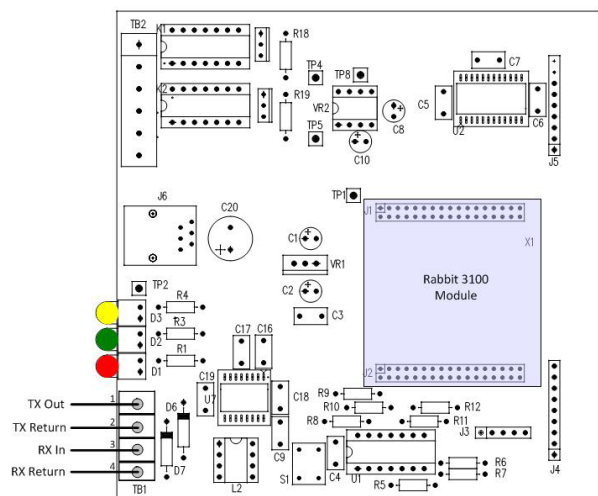 TB2
K1
R18
TP4
TP8
C7
K2
R19
VR2
C5
U2
C6
C8
TP5
C10
J5
TP1
J6
C20
J1
X1
C1
VR1
Rabbit 3100
Module
TP2
C2
R4
D3
C3
R3
D2
C17
C16
R1
D1
J2
C19
U7
R9
C18
TX Out
1
D6
R10
R12
TX Return
2
R8
R11
J3
RX In
3
C9
J4
D7
S1
C4
U1
R6
RX Return
4
R7
TB1
L2
R5